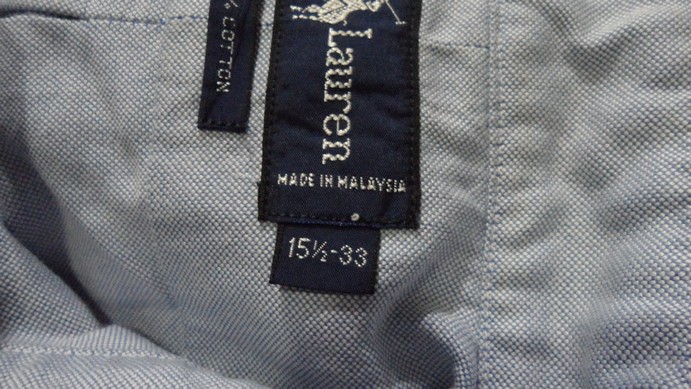 % COTTON
Lauren
MADE IN MALAYSIA
15½-33